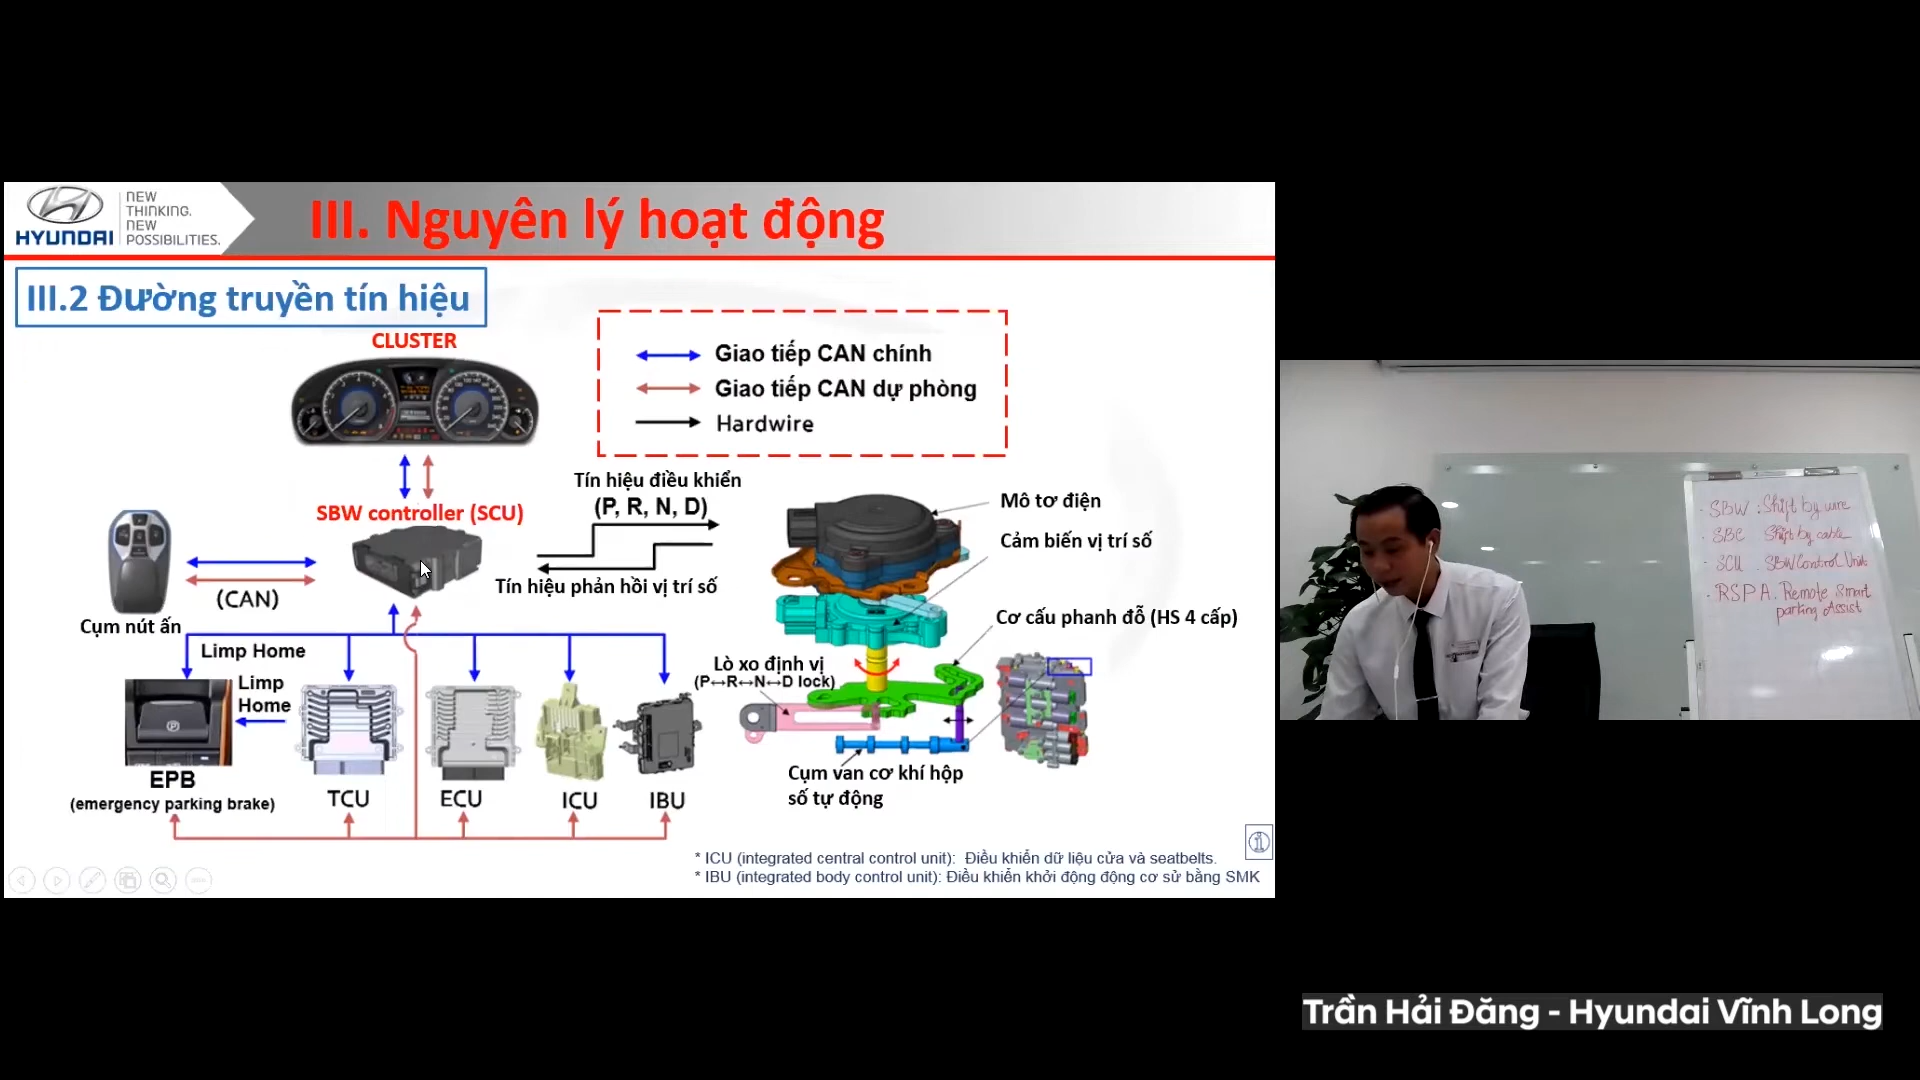 NEW
THINKING.
NEW
POSSIBILITIES.
HYUNDAI
III. Nguyên lý hoạt động
III.2 Đường truyền tín hiệu
CLUSTER
Giao tiếp CAN chính
Giao tiếp CAN dự phòng
Hardwire
SBW controller (SCU)
Tín hiệu điều khiển
(P, R, N, D)
Tín hiệu phản hồi vị trí số
(CAN)
Cụm nút ấn
Mô tơ điện
Cảm biến vị trí số
Cơ cấu phanh đỗ (HS 4 cấp)
Lò xo định vị
(P↔R↔N↔D lock)
Cụm van cơ khí hộp
số tự động
Limp Home
Limp
Home
EPB
(emergency parking brake)
TCU
ECU
ICU
IBU
* ICU (integrated central control unit): Điều khiển dữ liệu cửa và seatbelts.
* IBU (integrated body control unit): Điều khiển khởi động động cơ sử bằng SMK
· SBW : Shift by wire
· SBC Shift by cable
· SCU . SBW Control Unit
· RSPA. Remote Smart
parking Assist
Trần Hải Đăng - Hyundai Vĩnh Long